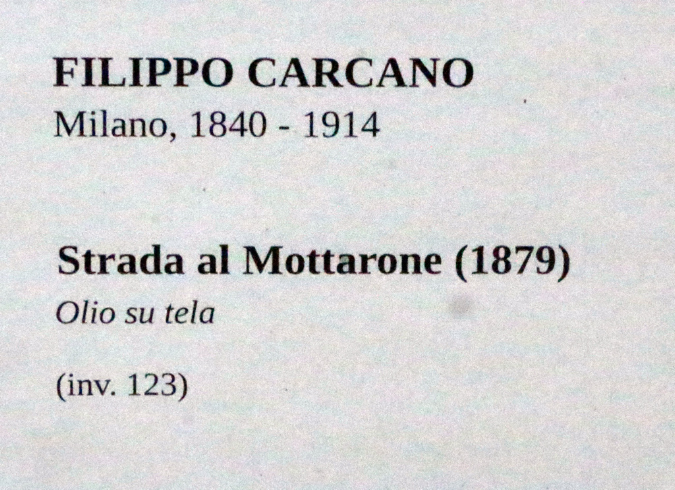 FILIPPO CARCANO
Milano, 1840 - 1914
Strada al Mottarone (1879)
Olio su tela
(inv. 123)